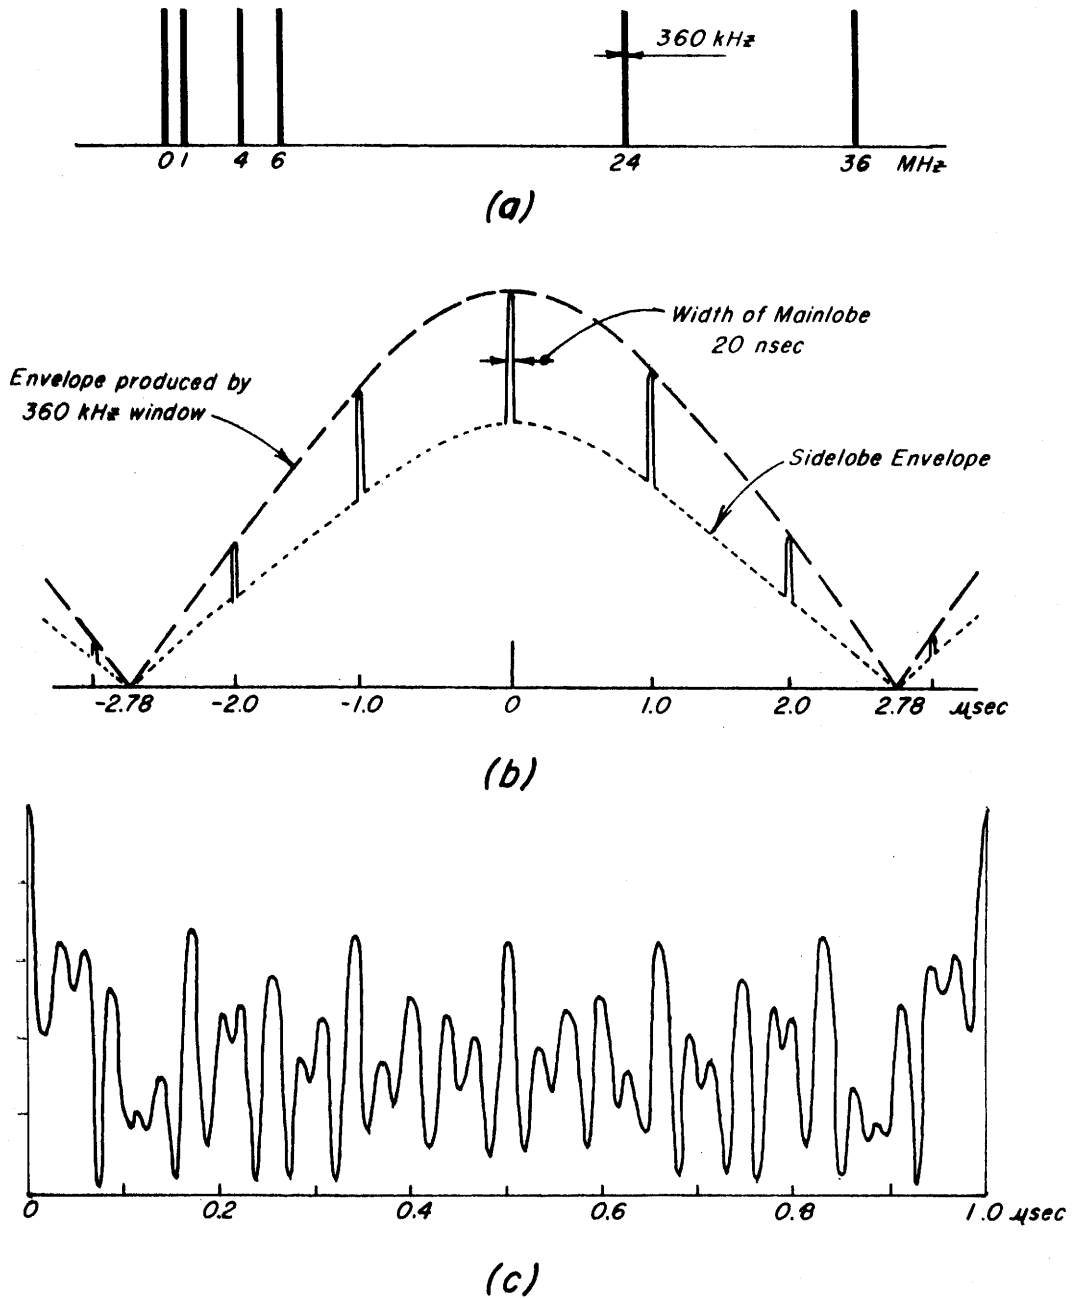 360 kHz
0 1 4 6 24 36 MHz
(a)
Width of Mainlobe
20 nsec
Envelope produced by
360 kHz window
Sidelobe Envelope
-2.78 -2.0 -1.0 0 1.0 2.0 2.78 μsec
(b)
0 0.2 0.4 0.6 0.8 1.0 μsec
(c)